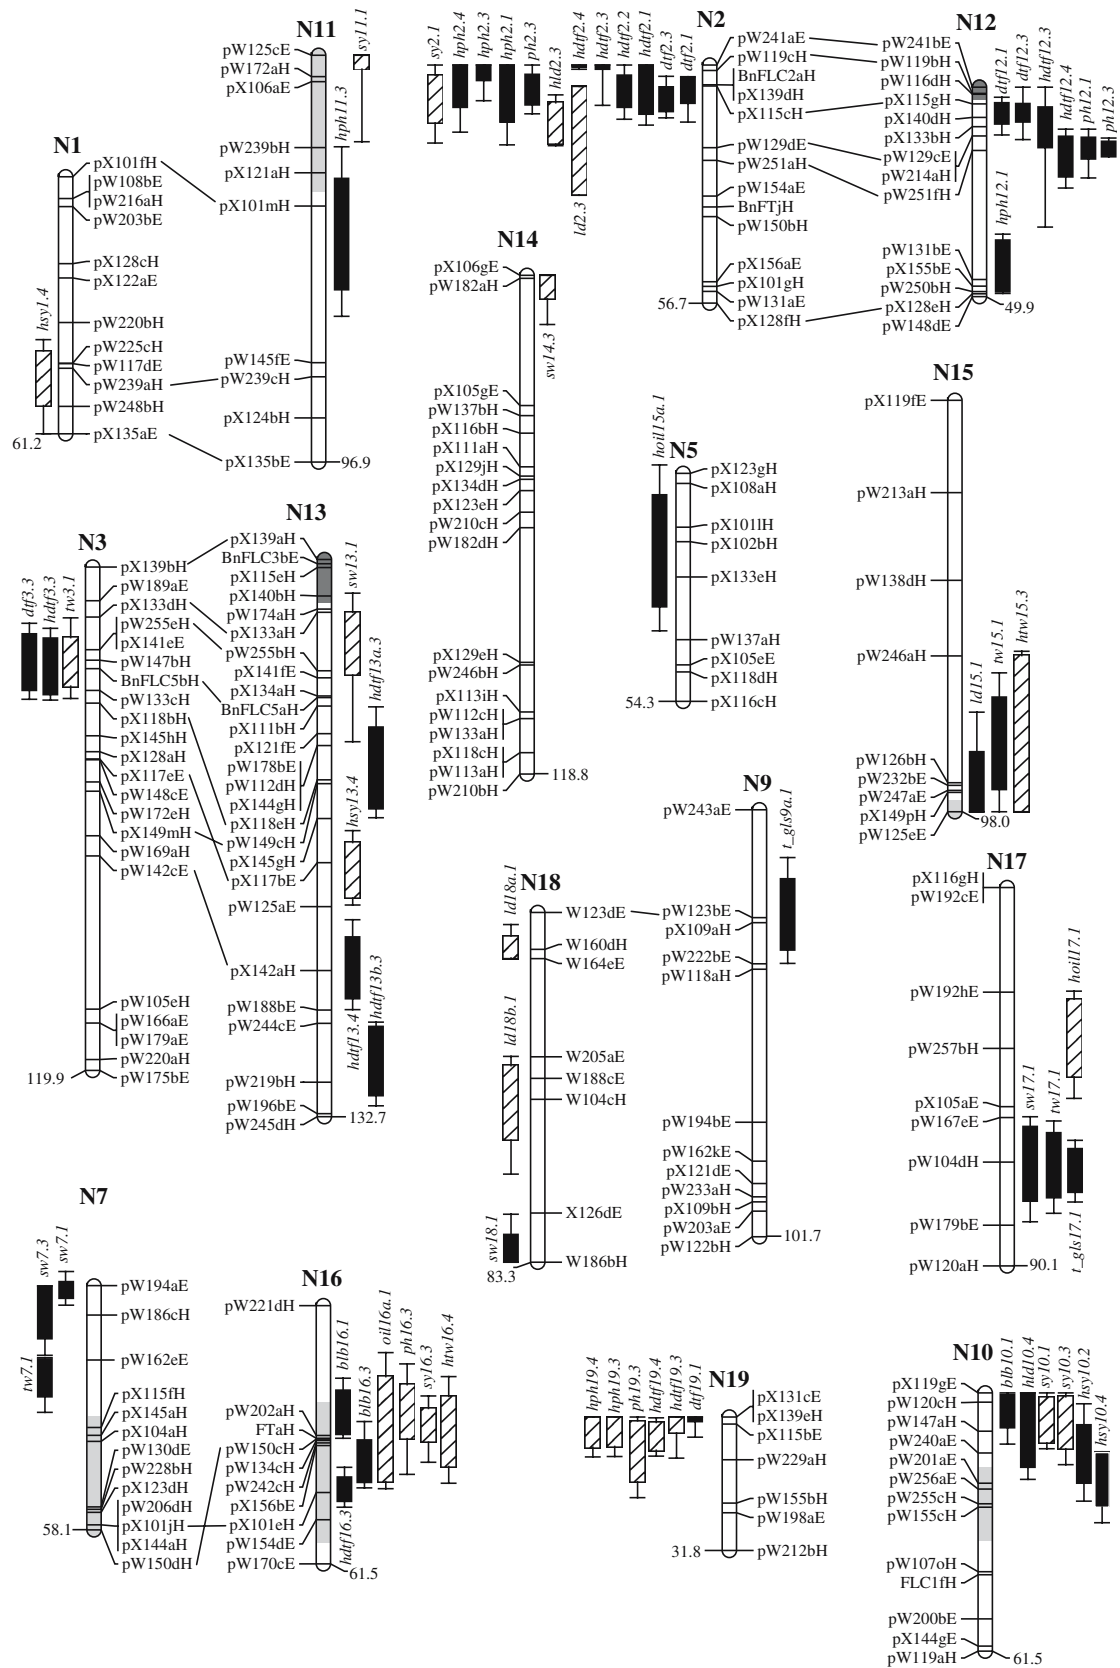 N1
pX101fH
pW108bE
pW216aH
pW203bE
pX128cH
pX122aE
pW220bH
pW225cH
pW117dE
pW239aH
pW248bH
pX135aE
61.2
hsy1.4
N11
pW125cE
pW172aH
pX106aE
pW239bH
pX121aH
pX101mH
pW145fE
pW239cH
pX124bH
pX135bE
96.9
sy11.1
hph11.3
sy2.1
hph2.4
hph2.3
hph2.1
ph2.3
hld2.3
hdtf2.4
ld2.3
hdtf2.3
hdtf2.2
hdtf2.1
dtf2.3
dtf2.1
N2
pW241aE
pW119cH
BnFLC2aH
pX139dH
pX115cH
pW129dE
pW251aH
pW154aE
BnFTjH
pW150bH
pX156aE
pX101gH
pW131aE
pX128fH
56.7
N12
pW241bE
pW119bH
pW116dH
pX115gH
pX140dH
pX133bH
pW129cE
pW214aH
pW251fH
pW131bE
pX155bE
pW250bH
pX128eH
pW148dE
49.9
dtf12.1
dtf12.3
hdtf12.3
hdtf12.4
ph12.1
ph12.3
hph12.1
N14
pX106gE
pW182aH
pX105gE
pW137bH
pX116bH
pX111aH
pX129jH
pX134dH
pX123eH
pW210cH
pW182dH
pX129eH
pW246bH
pX113iH
pW112cH
pW133aH
pX118cH
pW113aH
pW210bH
118.8
sw14.3
N5
pX123gH
pX108aH
pX101lH
pX102bH
pX133eH
pW137aH
pX105eE
pX118dH
pX116cH
54.3
hoil15a.1
N15
pX119fE
pW213aH
pW138dH
pW246aH
pW126bH
pW232bE
pW247aE
pX149pH
pW125eE
98.0
ld15.1
tw15.1
htw15.3
N3
pX139bH
pW189aE
pX133dH
pW255eH
pX141eE
pW147bH
BnFLC5bH
pW133cH
pX118bH
pX145hH
pX128aH
pX117eE
pW148cE
pW172eH
pX149mH
pW169aH
pW142cE
pW105eH
pW166aE
pW179aE
pW220aH
pW175bE
119.9
dtf3.3
hdtf3.3
tw3.1
N13
pX139aH
BnFLC3bE
pX115eH
pX140bH
pW174aH
pX133aH
pW255bH
pX141fE
pX134aH
BnFLC5aH
pX111bH
pX121fE
pW178bE
pW112dH
pX144gH
pX118eH
pW149cH
pX145gH
pX117bE
pW125aE
pX142aH
pW188bE
pW244cE
pW219bH
pW196bE
pW245dH
132.7
sw13.1
hdtf13a.3
hsy13.4
hdtf13.4
hdtf13b.3
N18
W123dE
W160dH
W164eE
W205aE
W188cE
W104cH
X126dE
W186bH
83.3
ld18a.1
ld18b.1
sw18.1
N9
pW243aE
pW123bE
pX109aH
pW222bE
pW118aH
pW194bE
pW162kE
pX121dE
pW233aH
pX109bH
pW203aE
pW122bH
101.7
t_gls9a.1
N17
pX116gH
pW192cE
pW192hE
pW257bH
pX105aE
pW167eE
pW104dH
pW179bE
pW120aH
90.1
hoil17.1
sw17.1
tw17.1
t_gls17.1
N7
pW194aE
pW186cH
pW162eE
pX115fH
pX145aH
pX104aH
pW130dE
pW228bH
pX123dH
pW206dH
pX101jH
pX144aH
pW150dH
58.1
sw7.3
sw7.1
tw7.1
N16
pW221dH
pW202aH
FTaH
pW150cH
pW134cH
pW242cH
pX156bE
pX101eH
pW154dE
pW170cE
61.5
blb16.1
blb16.3
oil16a.1
ph16.3
sy16.3
htw16.4
hdtf16.3
hph19.4
hph19.3
ph19.3
hdtf19.4
hdtf19.3
dtf19.1
N19
pX131cE
pX139eH
pX115bE
pW229aH
pW155bH
pW198aE
pW212bH
31.8
N10
pX119gE
pW120cH
pW147aH
pW240aE
pW201aE
pW256aE
pW255cH
pW155cH
pW107oH
FLC1fH
pW200bE
pX144gE
pW119aH
61.5
blb10.1
hld10.4
sy10.1
sy10.3
hsy10.2
hsy10.4